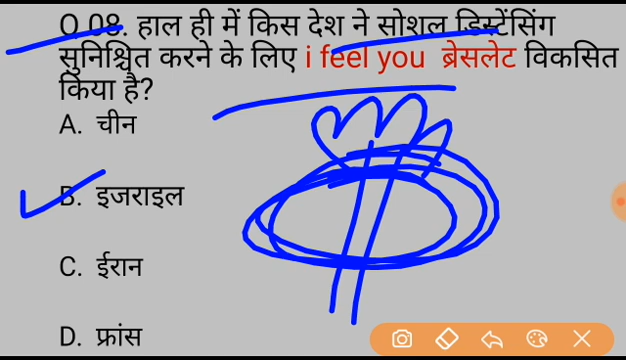 Q.08. हाल ही में किस देश ने सोशल डिस्टेंसिंग
सुनिश्चित करने के लिए i feel you ब्रेसलेट विकसित
किया है?
A. चीन
B. इजराइल
C. ईरान
D. फ्रांस